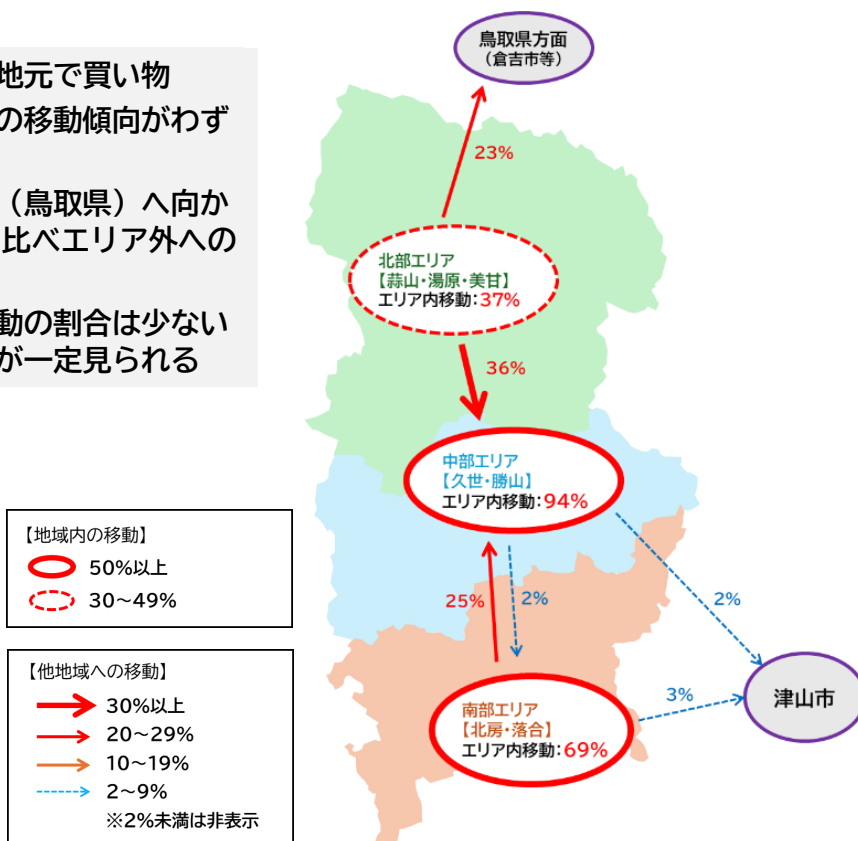 地元で買い物
の移動傾向がわず
（鳥取県）へ向か
比べエリア外への
動の割合は少ない
が一定見られる
鳥取県方面
（倉吉市等）
23%
北部エリア
【蒜山・湯原・美甘】
エリア内移動：37%
36%
中部エリア
【久世・勝山】
エリア内移動：94%
25%
2%
2%
南部エリア
【北房・落合】
エリア内移動：69%
3%
津山市
【地域内の移動】
50%以上
30～49%
【他地域への移動】
30%以上
20～29%
10～19%
2～9%
※2%未満は非表示